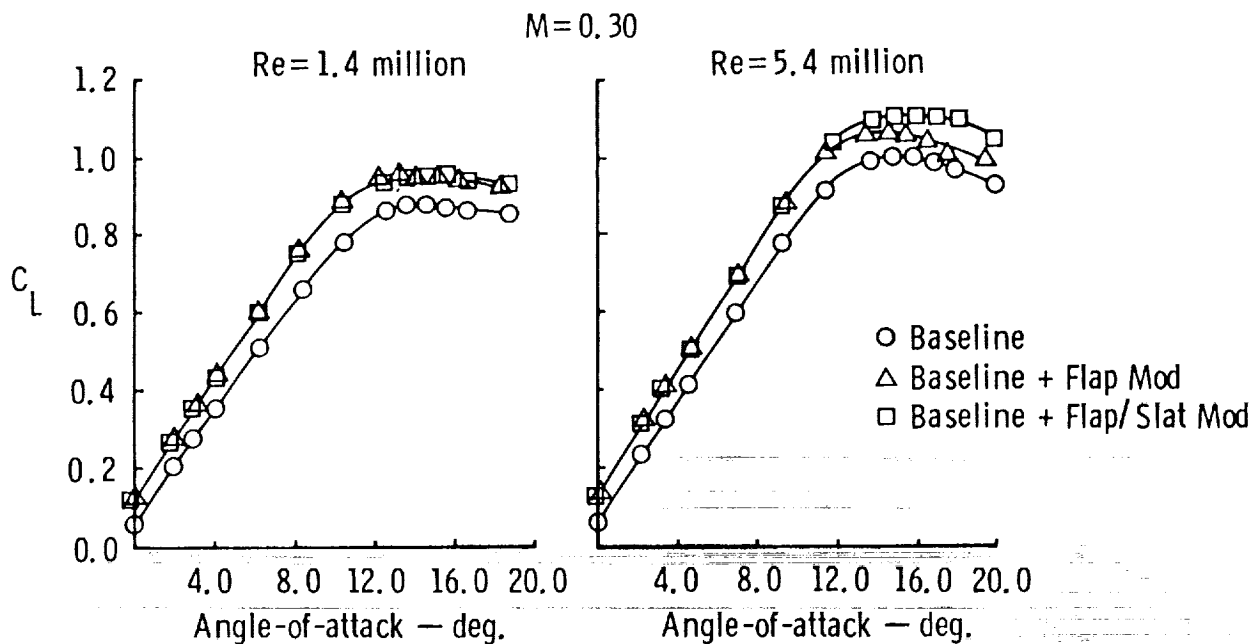 M=0.30
Re=1.4 million
Re=5.4 million
1.2
1.0
0.8
0.6
0.4
0.2
0.0
C_L
4.0 8.0 12.0 16.0 20.0
4.0 8.0 12.0 16.0 20.0
Angle-of-attack — deg.
Angle-of-attack — deg.
Baseline
Baseline + Flap Mod
Baseline + Flap/Slat Mod